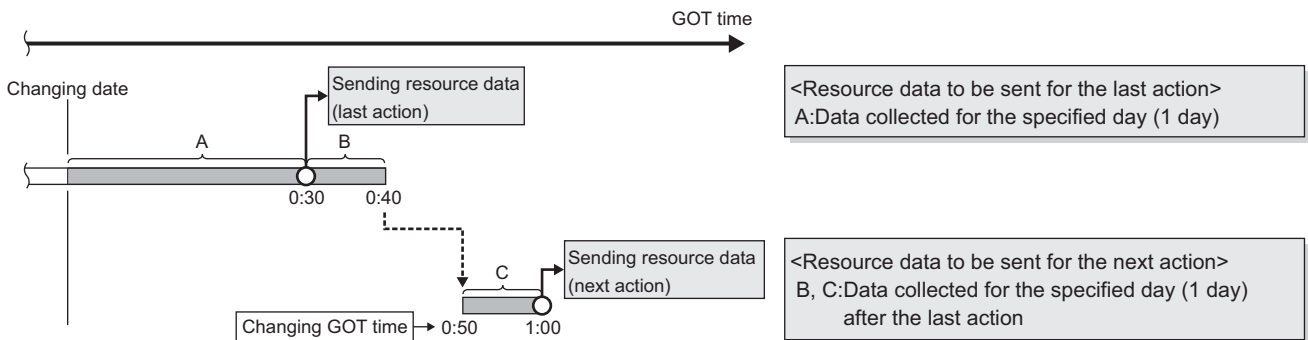 GOT time
Changing date
Sending resource data
(last action)
<Resource data to be sent for the last action>
A:Data collected for the specified day (1 day)
A
B
0:30
0:40
Sending resource data
(next action)
<Resource data to be sent for the next action>
B, C:Data collected for the specified day (1 day)
after the last action
C
Changing GOT time
0:50
1:00